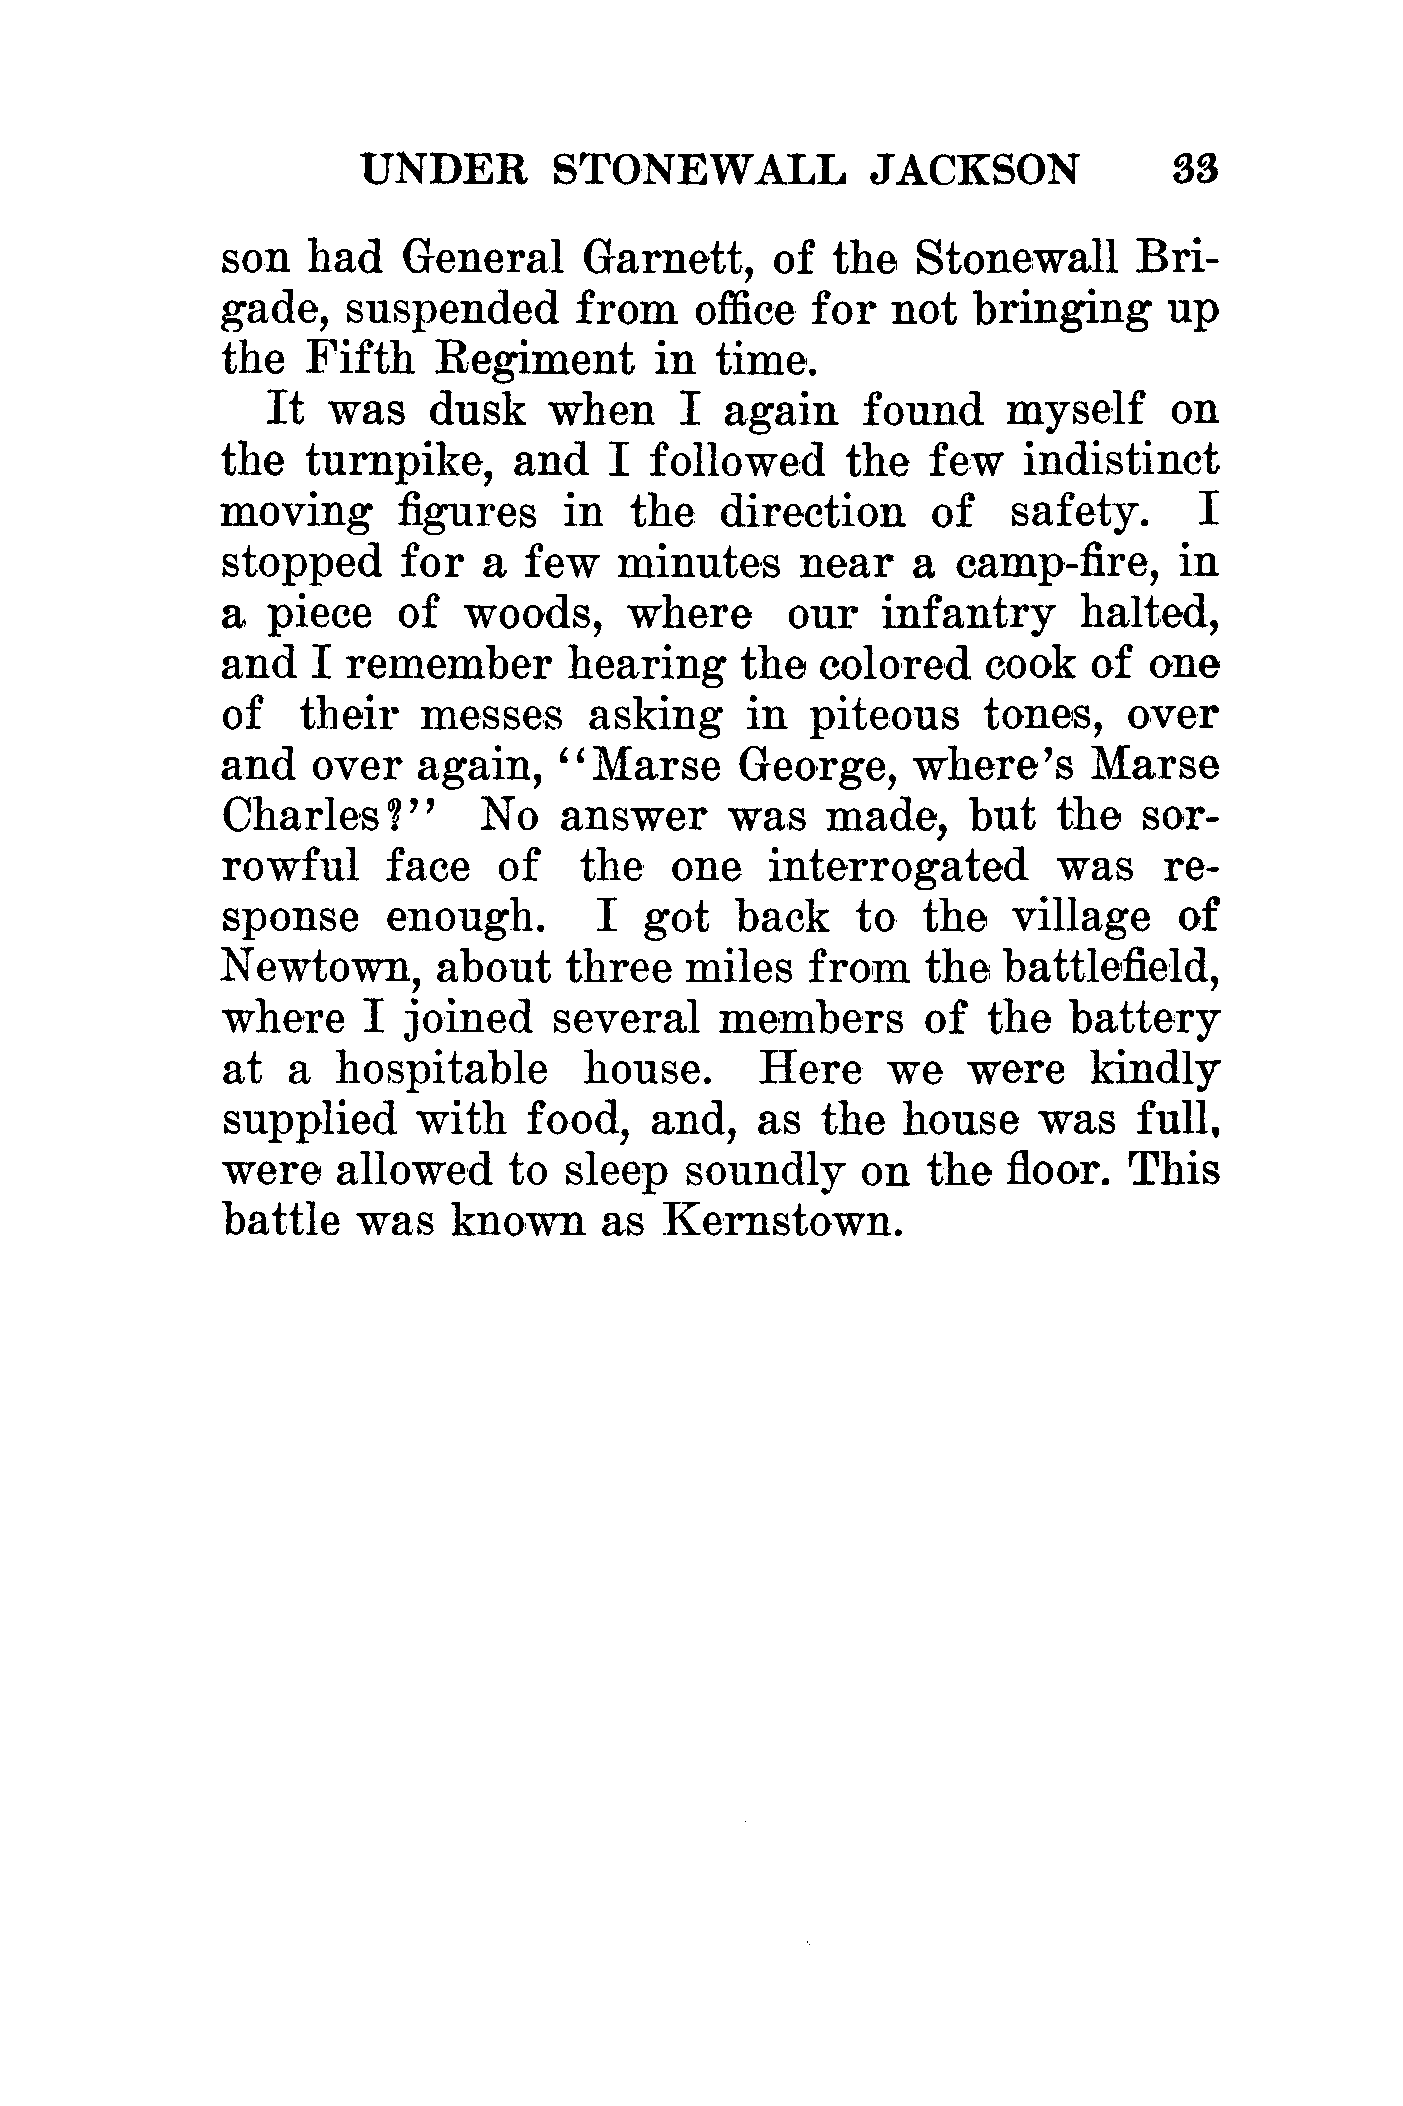 UNDER STONEWALL JACKSON 33
son had General Garnett, of the Stonewall Bri-
gade, suspended from office for not bringing up
the Fifth Regiment in time.
It was dusk when I again found myself on
the turnpike, and I followed the few indistinct
moving figures in the direction of safety. I
stopped for a few minutes near a camp-fire, in
a piece of woods, where our infantry halted,
and I remember hearing the colored cook of one
of their messes asking in piteous tones, over
and over again, "Marse George, where's Marse
Charles?" No answer was made, but the sor-
rowful face of the one interrogated was re-
sponse enough. I got back to the village of
Newtown, about three miles from the battlefield,
where I joined several members of the battery
at a hospitable house. Here we were kindly
supplied with food, and, as the house was full,
were allowed to sleep soundly on the floor. This
battle was known as Kernstown.